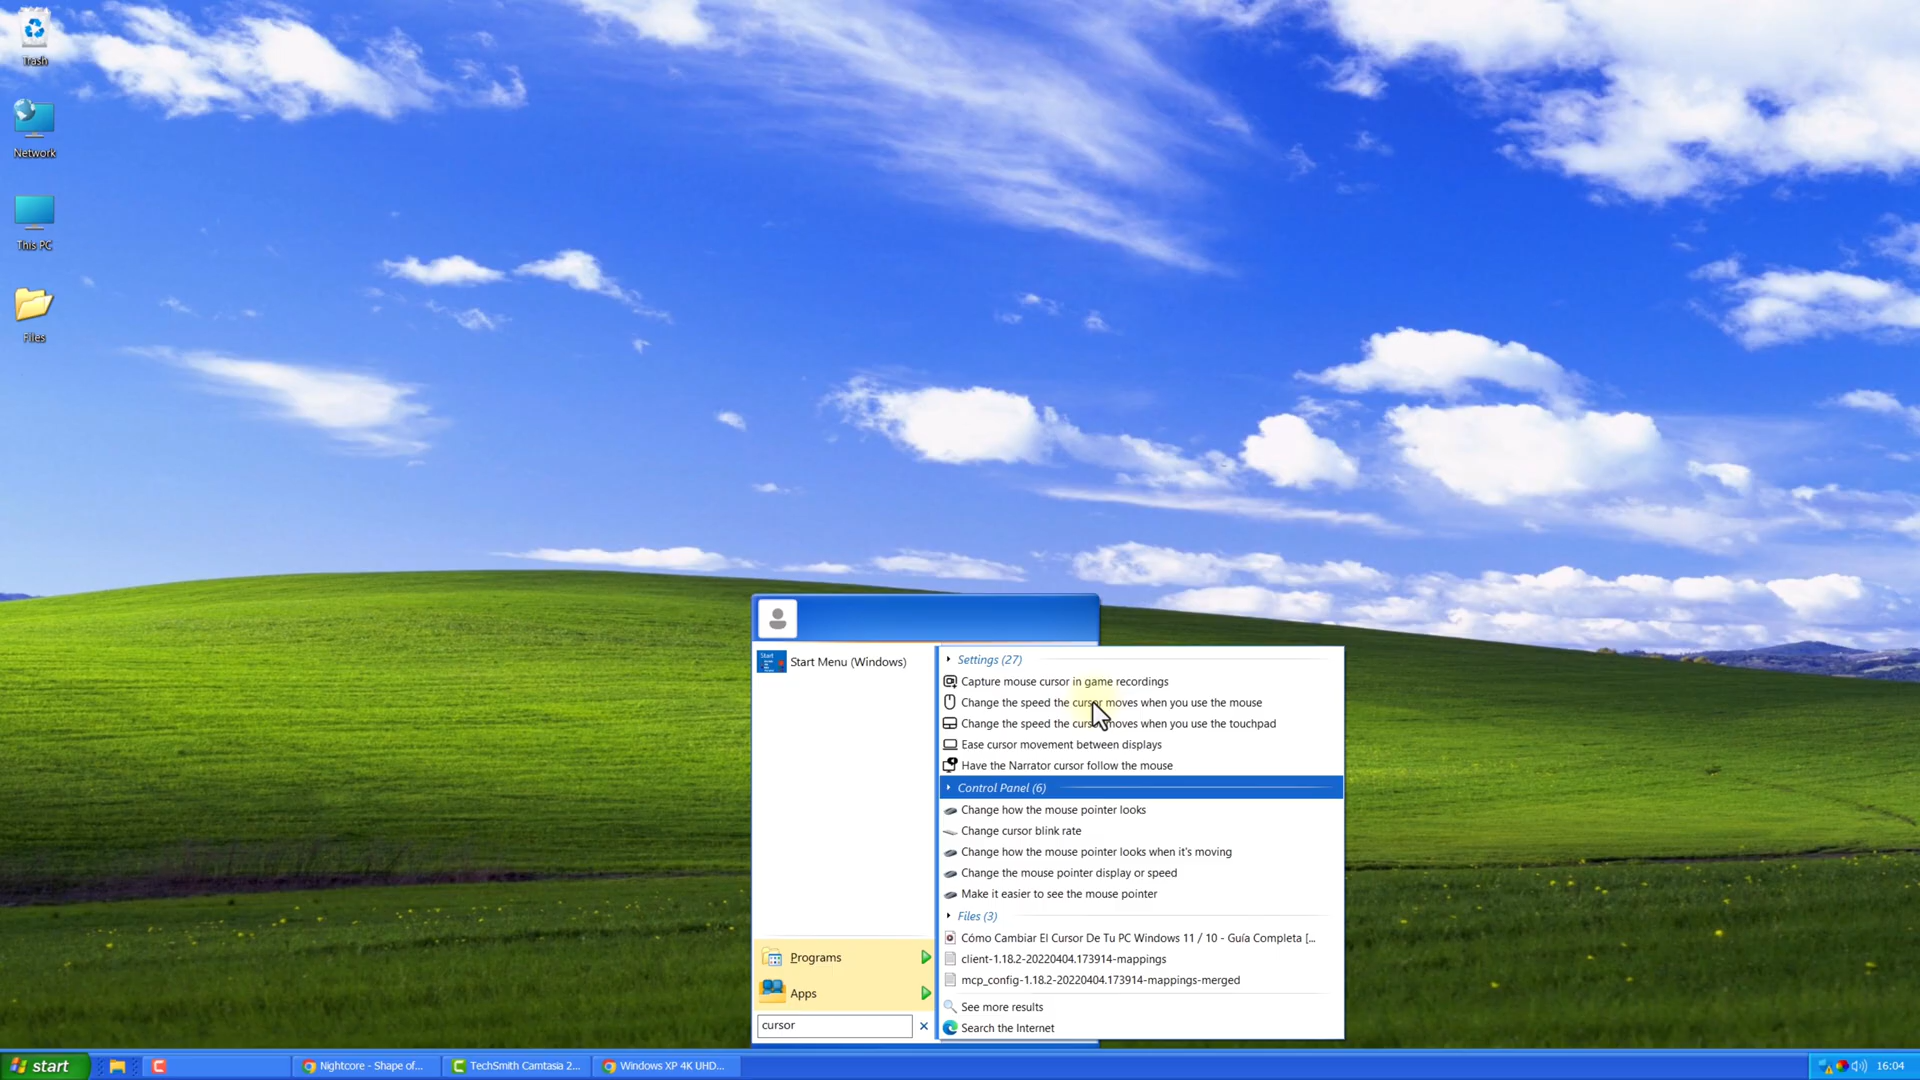 Trash
Network
This PC
Files
Start Menu (Windows)
Programs
Apps
cursor
Settings (27)
Capture mouse cursor in game recordings
Change the speed the cursor moves when you use the mouse
Change the speed the cursor moves when you use the touchpad
Ease cursor movement between displays
Have the Narrator cursor follow the mouse
Control Panel (6)
Change how the mouse pointer looks
Change cursor blink rate
Change how the mouse pointer looks when it's moving
Change the mouse pointer display or speed
Make it easier to see the mouse pointer
Files (3)
Cómo Cambiar El Cursor De Tu PC Windows 11 / 10 - Guía Completa [...
client-1.18.2-20220404.173914-mappings
mcp_config-1.18.2-20220404.173914-mappings-merged
See more results
Search the Internet
start
Nightcore - Shape of...
TechSmith Camtasia 2...
Windows XP 4K UHD...
16:04